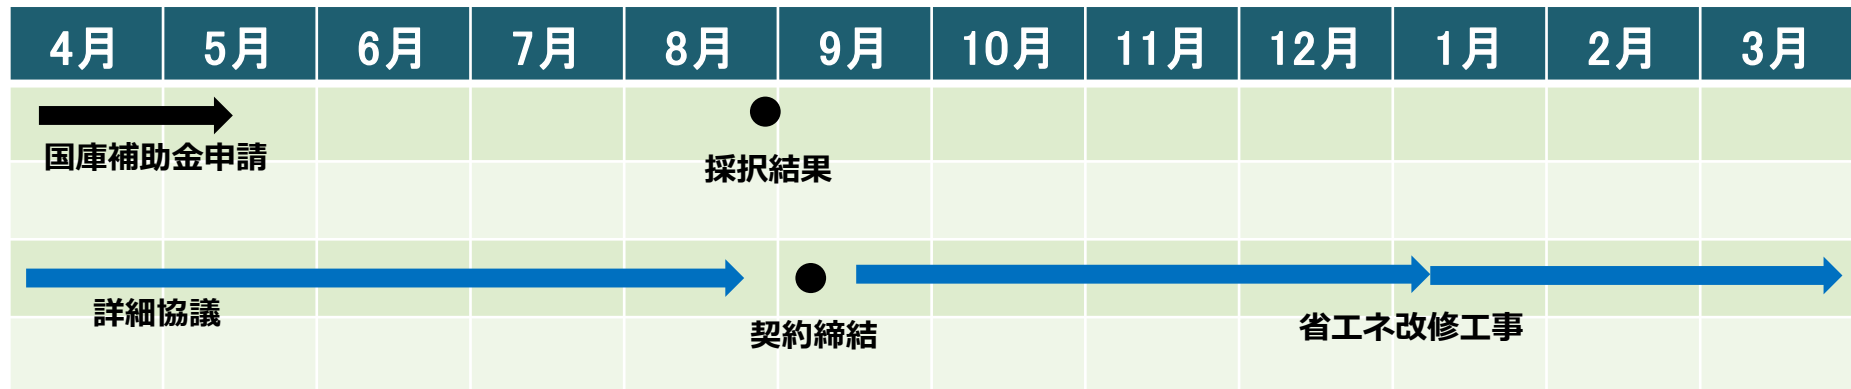 4月 5月 6月 7月 8月 9月 10月 11月 12月 1月 2月 3月
国庫補助金申請
採択結果
詳細協議
契約締結
省エネ改修工事